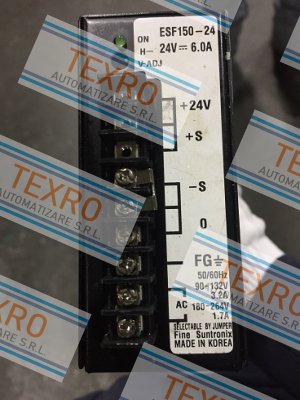 ESF150-24
ON
H— 24V⎓ 6.0A
V.ADJ
+24V
+S
-S
0
FG⏚
50/60Hz
90-132V
3.2A
AC 180-264V
1.7A
SELECTABLE BY JUMPER
Fine Suntronix
MADE IN KOREA
TEXRO
AUTOMATIZARE S.R.L.
TEXRO
AUTOMATIZARE S.R.L.
TEXRO
AUTOMATIZARE S.R.L.
TEXRO
AUTOMATIZARE S.R.L.